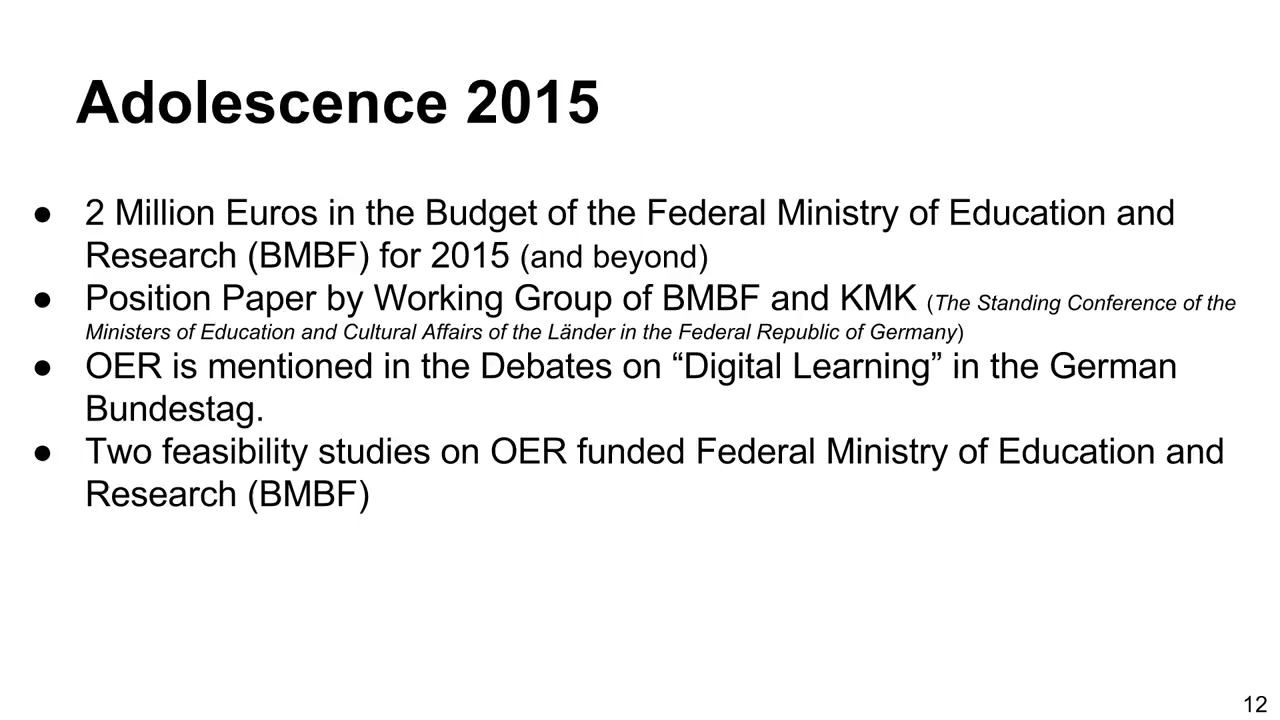 Adolescence 2015
● 2 Million Euros in the Budget of the Federal Ministry of Education and
Research (BMBF) for 2015 (and beyond)
● Position Paper by Working Group of BMBF and KMK (The Standing Conference of the
Ministers of Education and Cultural Affairs of the Länder in the Federal Republic of Germany)
● OER is mentioned in the Debates on “Digital Learning” in the German
Bundestag.
● Two feasibility studies on OER funded Federal Ministry of Education and
Research (BMBF)
12